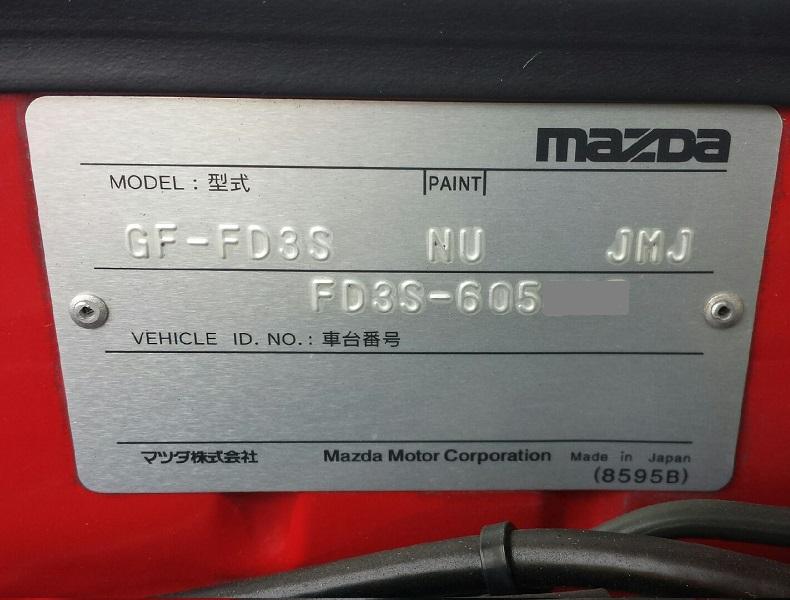 mazda
MODEL : 型式 PAINT
GF-FD3S NU JMJ
FD3S-605
VEHICLE ID. NO. : 車台番号
マツダ株式会社 Mazda Motor Corporation Made in Japan
(8595B)